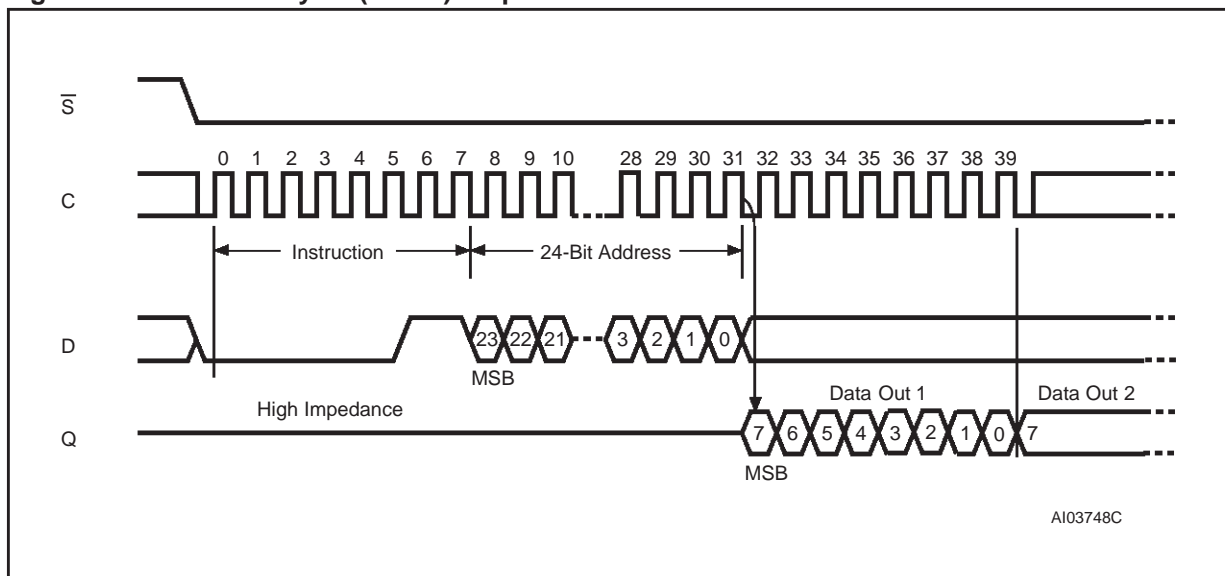 S
0 1 2 3 4 5 6 7 8 9 10 28 29 30 31 32 33 34 35 36 37 38 39
C
Instruction 24-Bit Address
D 23 22 21 3 2 1 0
MSB
High Impedance Data Out 1 Data Out 2
Q 7 6 5 4 3 2 1 0 7
MSB
AI03748C